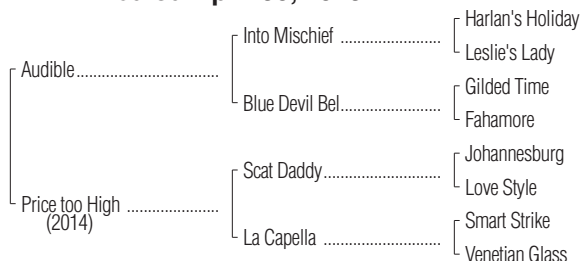 Harlan's Holiday
Into Mischief
Leslie's Lady
Audible
Gilded Time
Blue Devil Bel
Fahamore
Johannesburg
Scat Daddy
Love Style
Price too High
(2014)
Smart Strike
La Capella
Venetian Glass